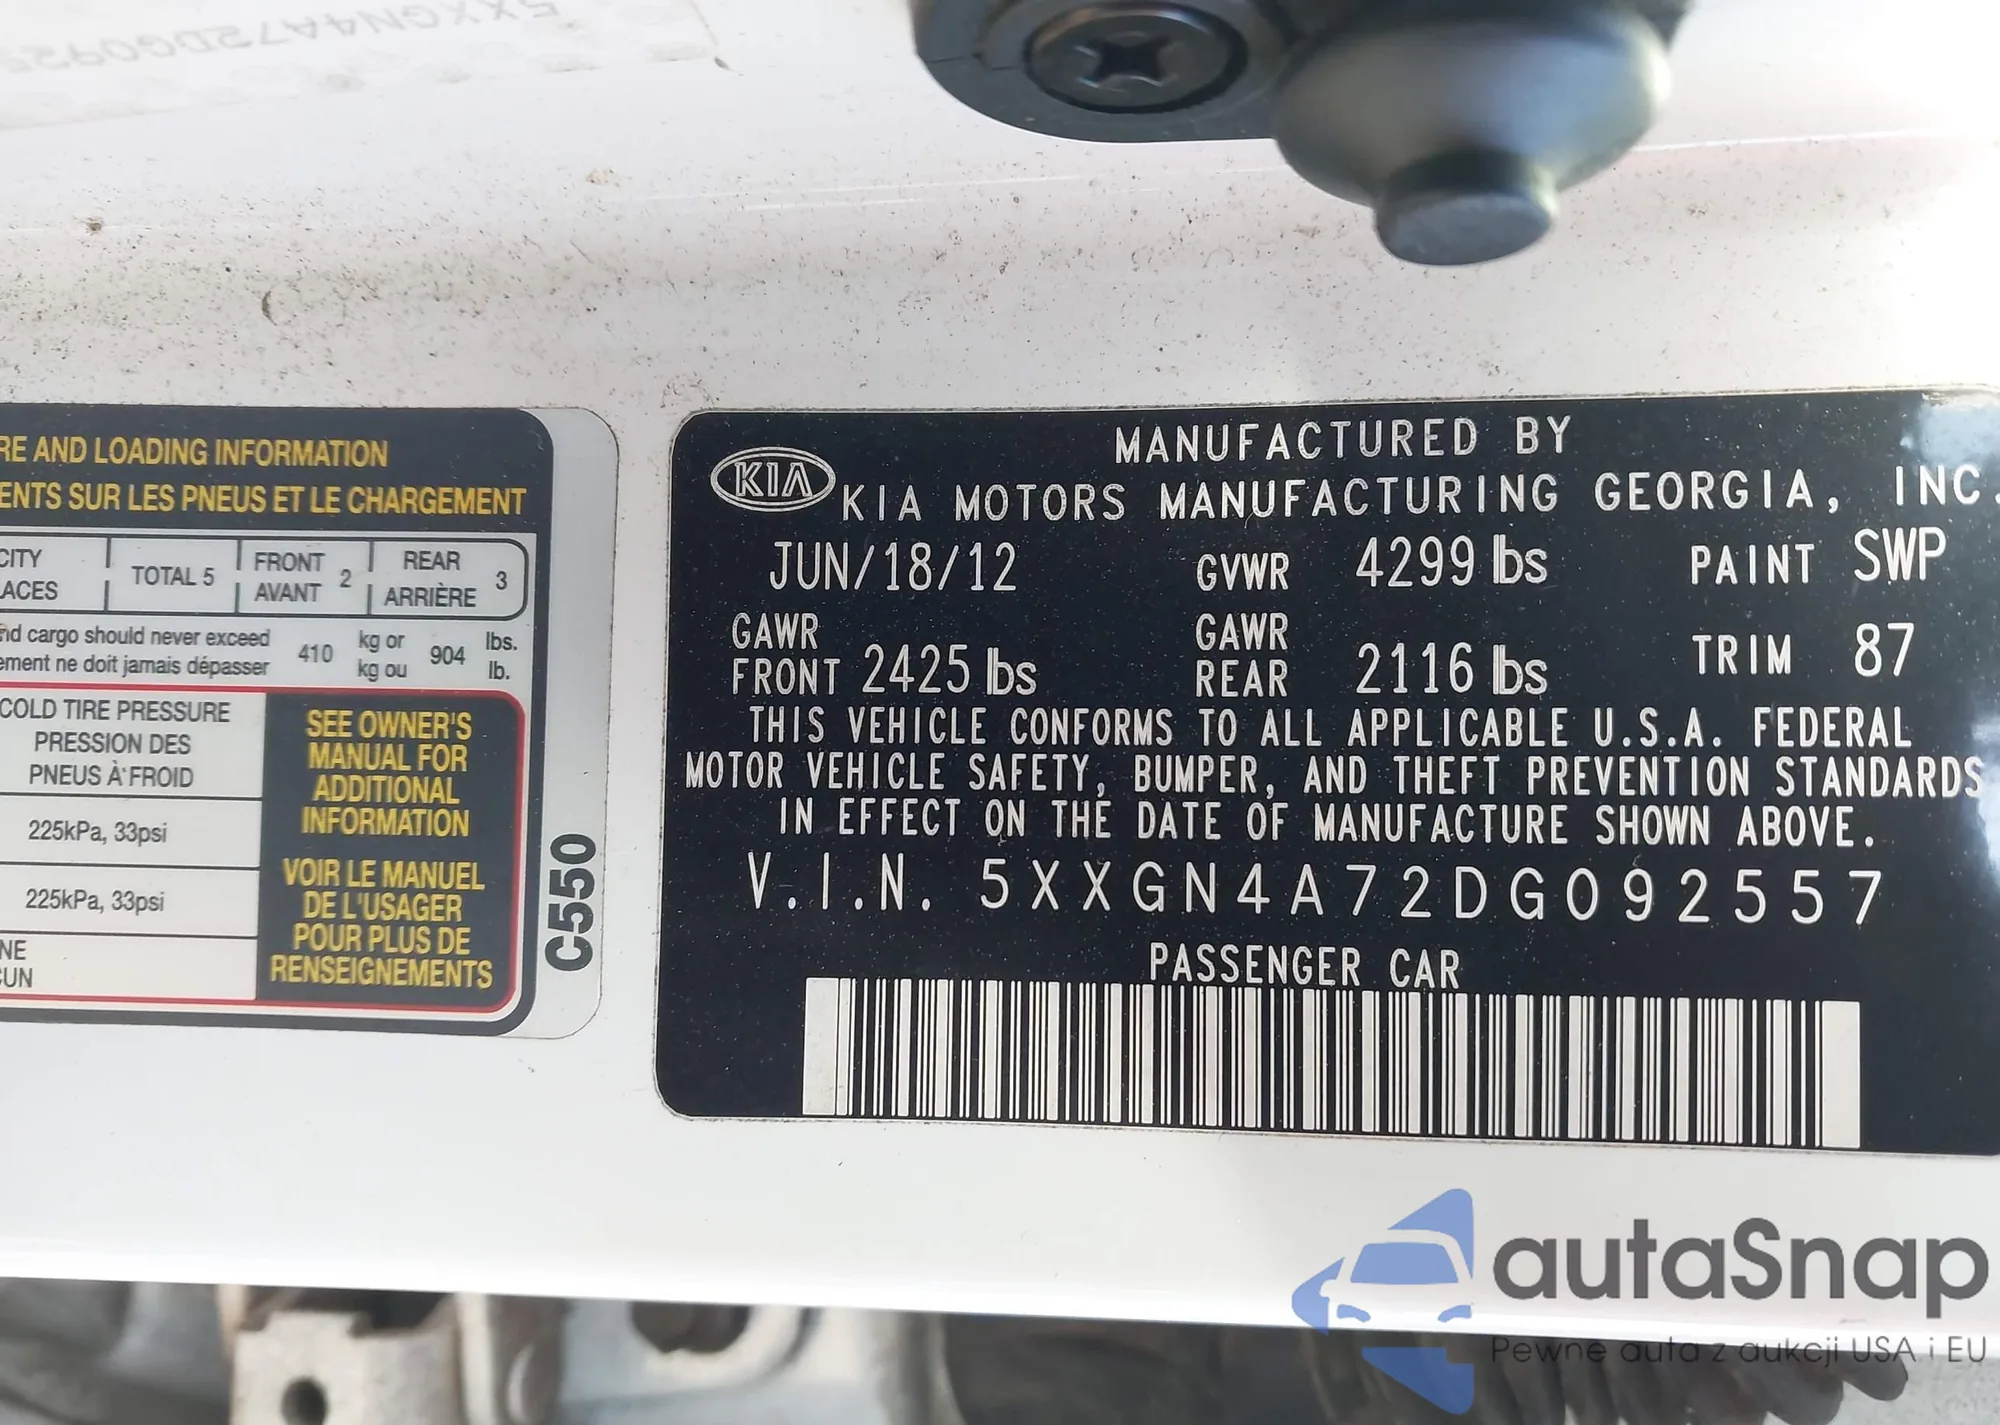 5XXGN4A72DG0925
RE AND LOADING INFORMATION
ENTS SUR LES PNEUS ET LE CHARGEMENT
CITY TOTAL 5 FRONT 2 REAR 3
LACES AVANT ARRIÈRE
nd cargo should never exceed 410 kg or 904 lbs.
ement ne doit jamais dépasser kg ou lb.
COLD TIRE PRESSURE
PRESSION DES
PNEUS À FROID
225kPa, 33psi
225kPa, 33psi
NE
CUN
SEE OWNER'S
MANUAL FOR
ADDITIONAL
INFORMATION
VOIR LE MANUEL
DE L'USAGER
POUR PLUS DE
RENSEIGNEMENTS
C550
MANUFACTURED BY
KIA KIA MOTORS MANUFACTURING GEORGIA, INC.
JUN/18/12 GVWR 4299 lbs PAINT SWP
GAWR FRONT 2425 lbs GAWR REAR 2116 lbs TRIM 87
THIS VEHICLE CONFORMS TO ALL APPLICABLE U.S.A. FEDERAL
MOTOR VEHICLE SAFETY, BUMPER, AND THEFT PREVENTION STANDARDS
IN EFFECT ON THE DATE OF MANUFACTURE SHOWN ABOVE.
V.I.N. 5XXGN4A72DG092557
PASSENGER CAR
autaSnap
Pewne auta z aukcji USA i EU